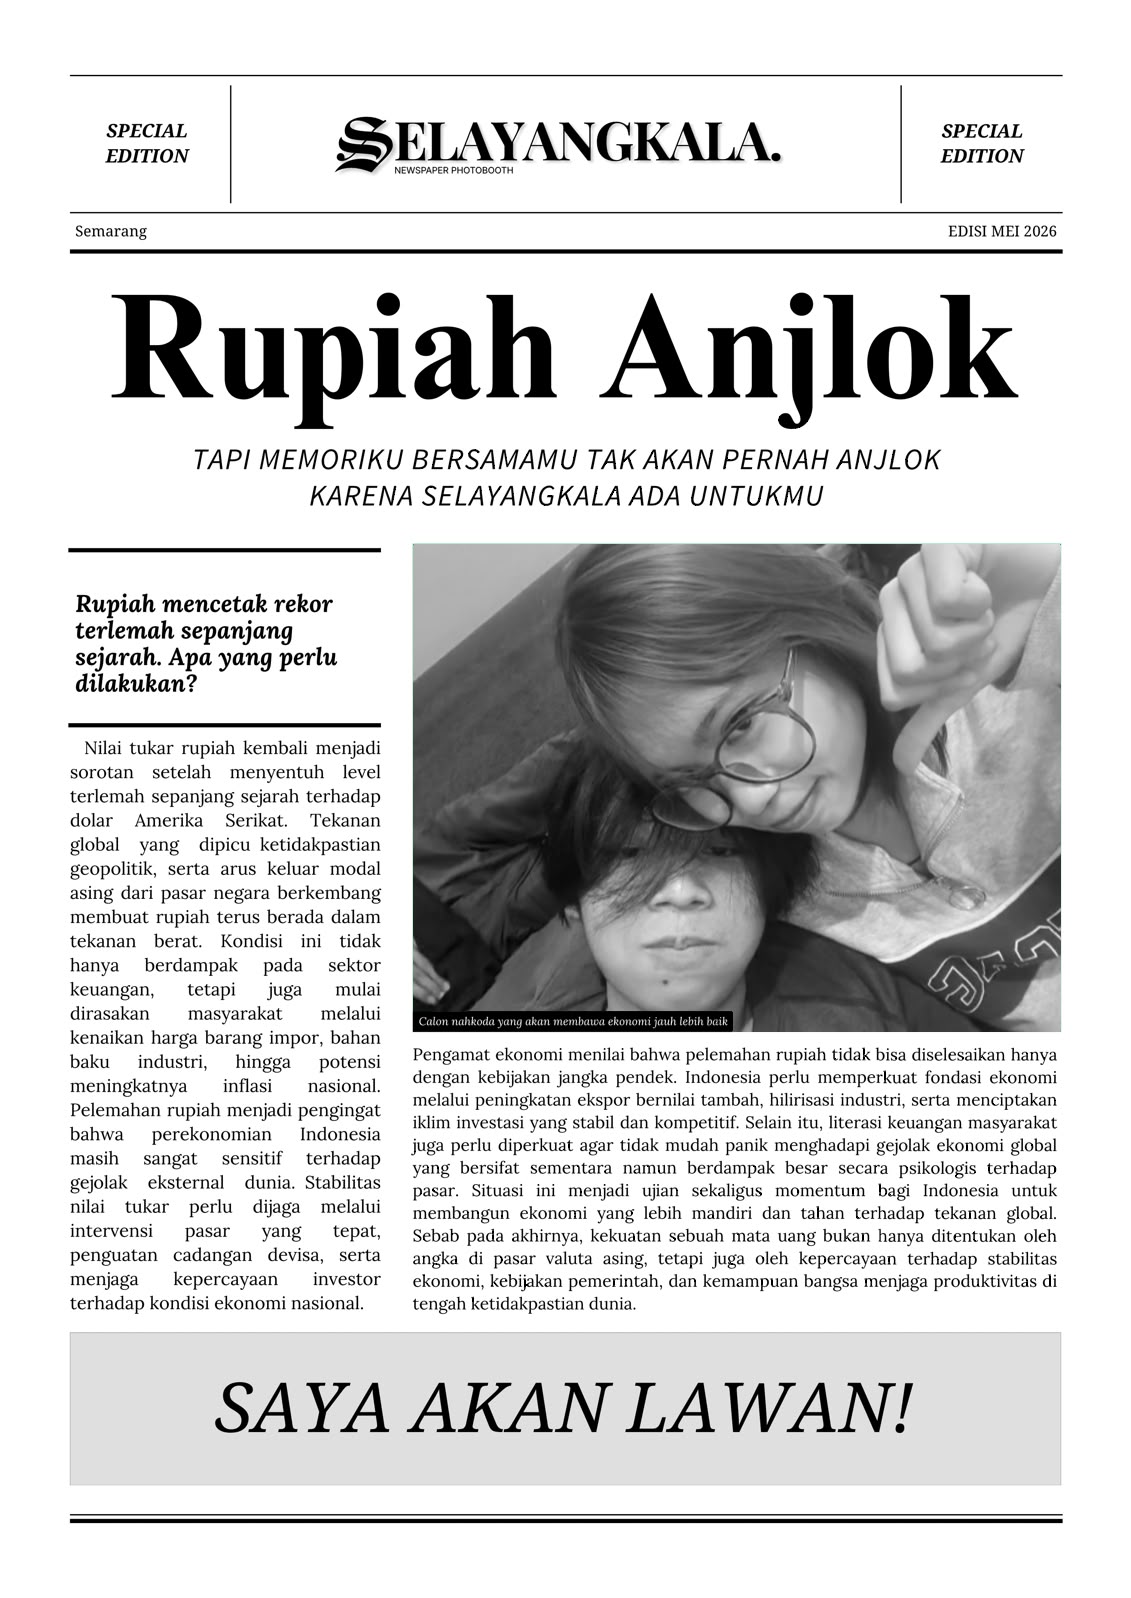 SPECIAL
EDITION
SELAYANGKALA.
NEWSPAPER PHOTOBOOTH
SPECIAL
EDITION
Semarang
EDISI MEI 2026
Rupiah Anjlok
TAPI MEMORIKU BERSAMAMU TAK AKAN PERNAH ANJLOK
KARENA SELAYANGKALA ADA UNTUKMU
Rupiah mencetak rekor
terlemah sepanjang
sejarah. Apa yang perlu
dilakukan?
Nilai tukar rupiah kembali menjadi
sorotan setelah menyentuh level
terlemah sepanjang sejarah terhadap
dolar Amerika Serikat. Tekanan
global yang dipicu ketidakpastian
geopolitik, serta arus keluar modal
asing dari pasar negara berkembang
membuat rupiah terus berada dalam
tekanan berat. Kondisi ini tidak
hanya berdampak pada sektor
keuangan, tetapi juga mulai
dirasakan masyarakat melalui
kenaikan harga barang impor, bahan
baku industri, hingga potensi
meningkatnya inflasi nasional.
Pelemahan rupiah menjadi pengingat
bahwa perekonomian Indonesia
masih sangat sensitif terhadap
gejolak eksternal dunia. Stabilitas
nilai tukar perlu dijaga melalui
intervensi pasar yang tepat,
penguatan cadangan devisa, serta
menjaga kepercayaan investor
terhadap kondisi ekonomi nasional.
Calon nahkoda yang akan membawa ekonomi jauh lebih baik
Pengamat ekonomi menilai bahwa pelemahan rupiah tidak bisa diselesaikan hanya
dengan kebijakan jangka pendek. Indonesia perlu memperkuat fondasi ekonomi
melalui peningkatan ekspor bernilai tambah, hilirisasi industri, serta menciptakan
iklim investasi yang stabil dan kompetitif. Selain itu, literasi keuangan masyarakat
juga perlu diperkuat agar tidak mudah panik menghadapi gejolak ekonomi global
yang bersifat sementara namun berdampak besar secara psikologis terhadap
pasar. Situasi ini menjadi ujian sekaligus momentum bagi Indonesia untuk
membangun ekonomi yang lebih mandiri dan tahan terhadap tekanan global.
Sebab pada akhirnya, kekuatan sebuah mata uang bukan hanya ditentukan oleh
angka di pasar valuta asing, tetapi juga oleh kepercayaan terhadap stabilitas
ekonomi, kebijakan pemerintah, dan kemampuan bangsa menjaga produktivitas di
tengah ketidakpastian dunia.
SAYA AKAN LAWAN!